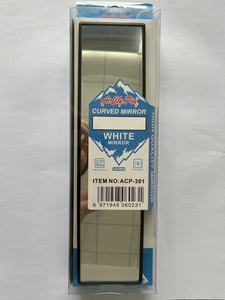 CURVED MIRROR
WHITE
MIRROR
ITEM NO:ACP-301
6 971948 060231